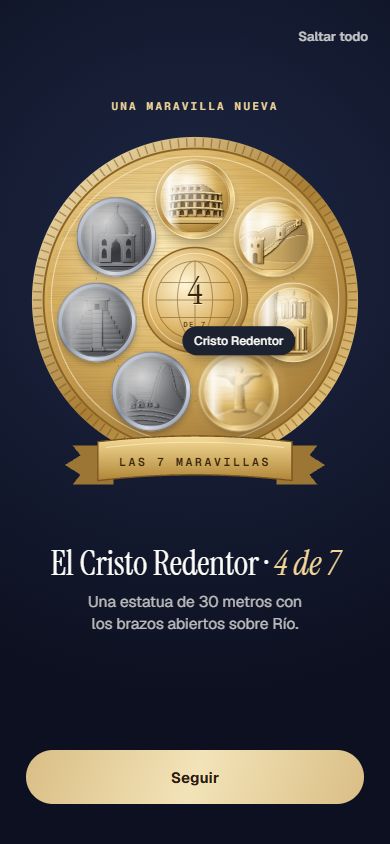 Saltar todo
UNA MARAVILLA NUEVA
4
DE 7
Cristo Redentor
LAS 7 MARAVILLAS
El Cristo Redentor · 4 de 7
Una estatua de 30 metros con
los brazos abiertos sobre Río.
Seguir